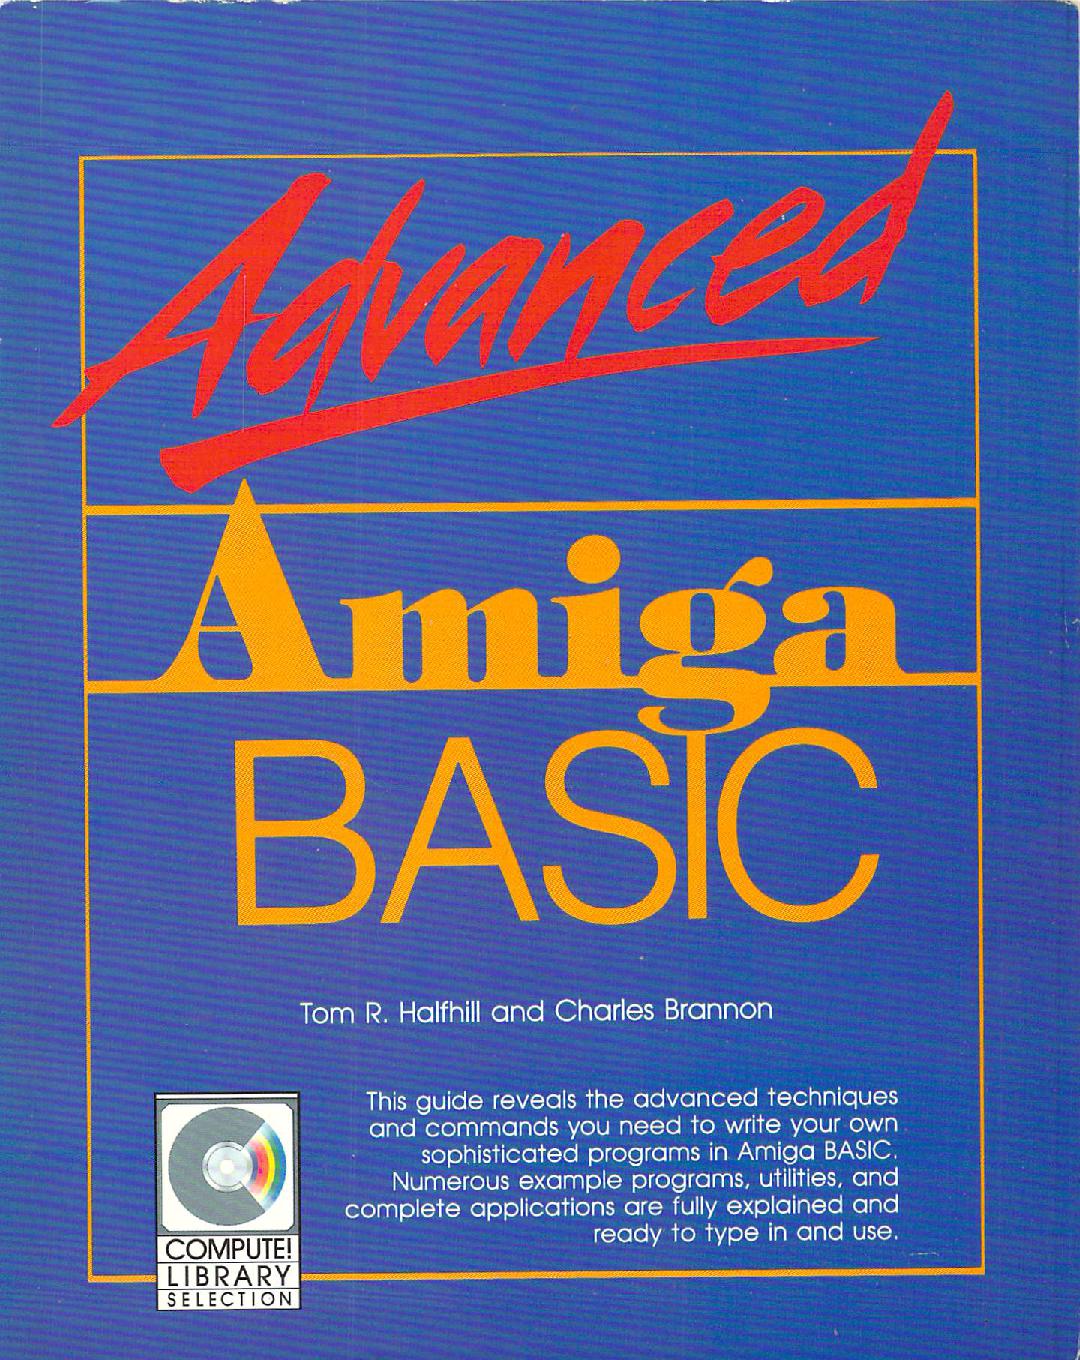 Advanced
Amiga
BASIC
Tom R. Halfhill and Charles Brannon
This guide reveals the advanced techniques
and commands you need to write your own
sophisticated programs in Amiga BASIC.
Numerous example programs, utilities, and
complete applications are fully explained and
ready to type in and use.
COMPUTE!
LIBRARY
SELECTION